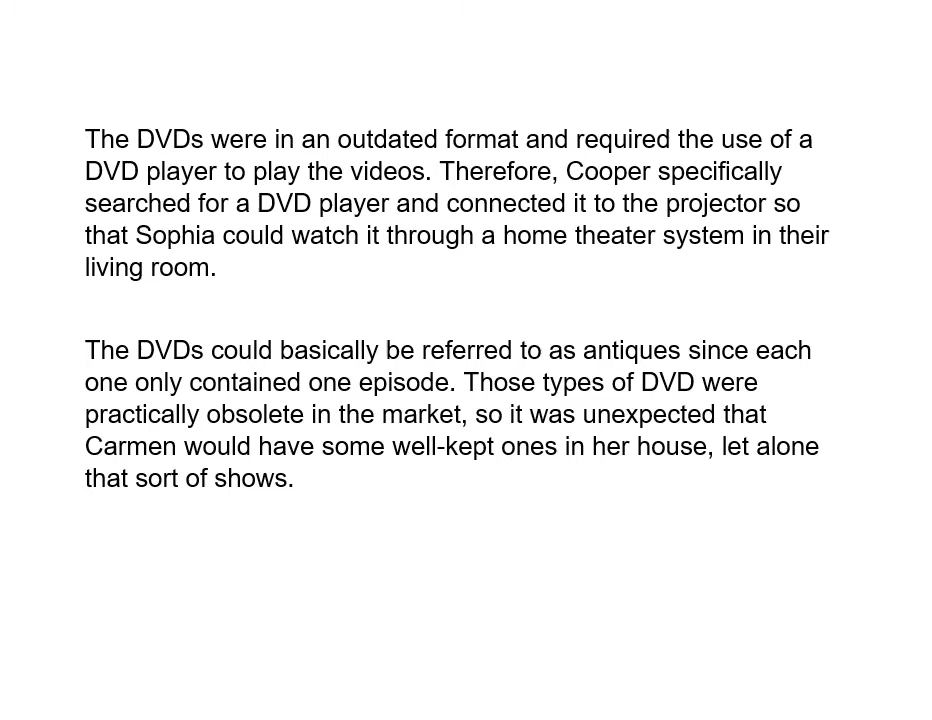 The DVDs were in an outdated format and required the use of a
DVD player to play the videos. Therefore, Cooper specifically
searched for a DVD player and connected it to the projector so
that Sophia could watch it through a home theater system in their
living room.
The DVDs could basically be referred to as antiques since each
one only contained one episode. Those types of DVD were
practically obsolete in the market, so it was unexpected that
Carmen would have some well-kept ones in her house, let alone
that sort of shows.